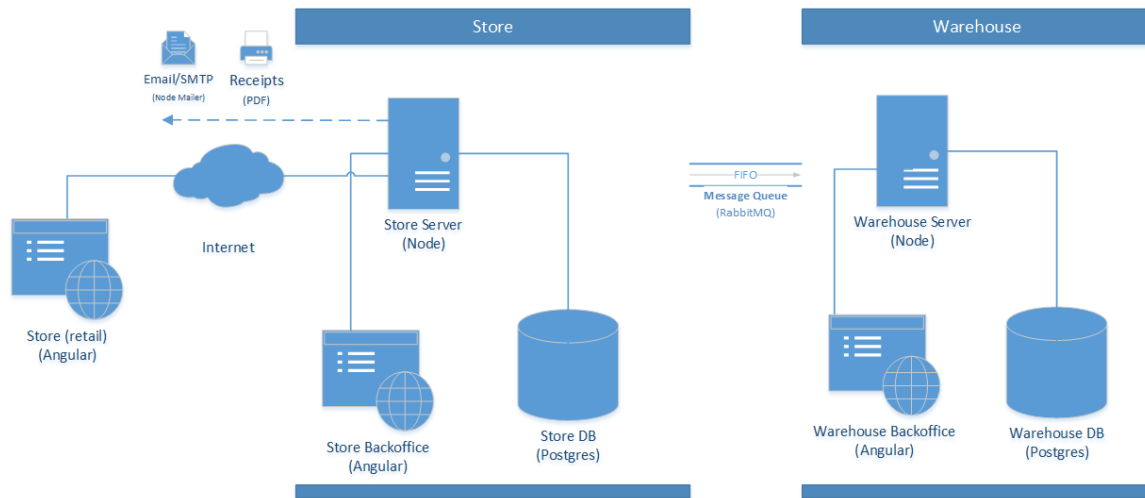 Store
Warehouse
Email/SMTP
(Node Mailer)
Receipts
(PDF)
FIFO
Message Queue
(RabbitMQ)
Store Server
(Node)
Warehouse Server
(Node)
Internet
Store (retail)
(Angular)
Store Backoffice
(Angular)
Store DB
(Postgres)
Warehouse Backoffice
(Angular)
Warehouse DB
(Postgres)